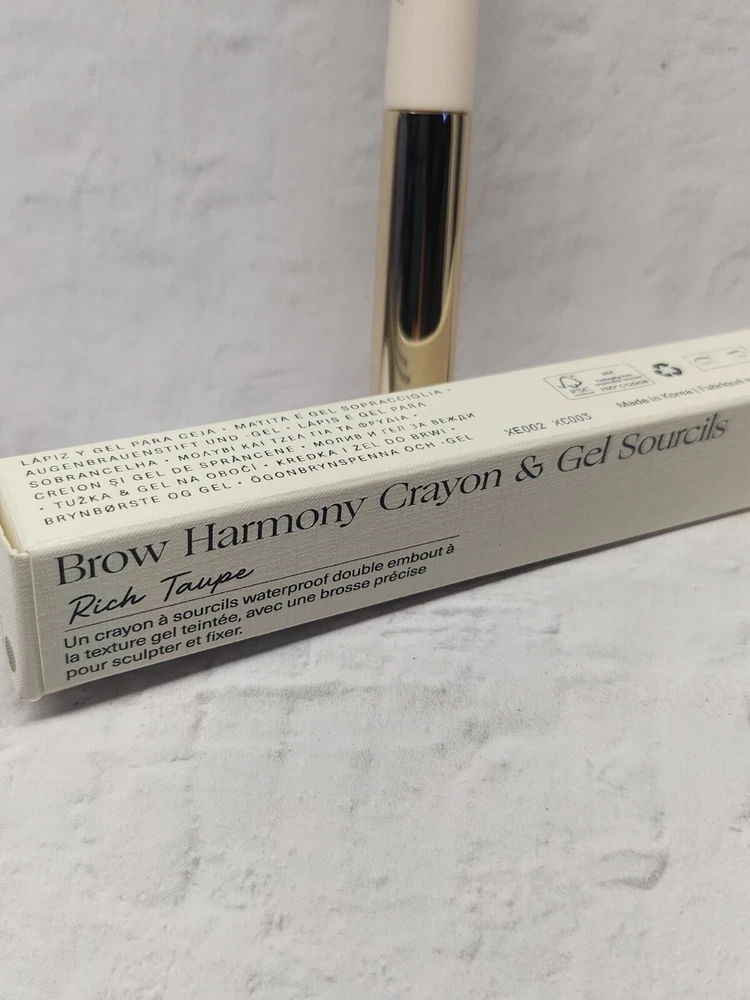 LÁPIZ Y GEL PARA CEJA • MATITA E GEL SOPRACCIGLIA •
AUGENBRAUENSTIFT UND -GEL • LÁPIS E GEL PARA
SOBRANCELHA • ΜΟΛΥΒΙ ΚΑΙ ΤΖΕΛ ΓΙΑ ΤΑ ΦΡΥΔΙΑ •
CREION ȘI GEL DE SPRÂNCENE • МОЛИВ И ГЕЛ ЗА ВЕЖДИ
• TUŽKA & GEL NA OBOČÍ • KREDKA I ŻEL DO BRWI •
BRYNBØRSTE OG GEL • ÖGONBRYNSPENNA OCH -GEL
FSC
MIX
XE002 XC003
Made in Korea | Fabriqué
Brow Harmony Crayon & Gel Sourcils
Rich Taupe
Un crayon à sourcils waterproof double embout à
la texture gel teintée, avec une brosse précise
pour sculpter et fixer.